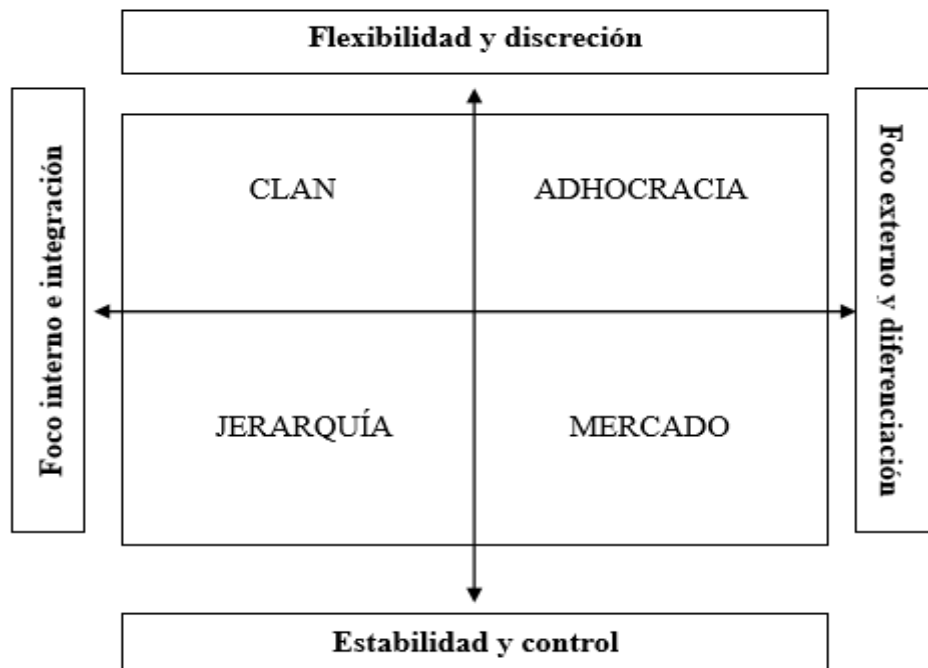 Flexibilidad y discreción
Foco interno e integración
CLAN
ADHOCRACIA
Foco externo y diferenciación
JERARQUÍA
MERCADO
Estabilidad y control